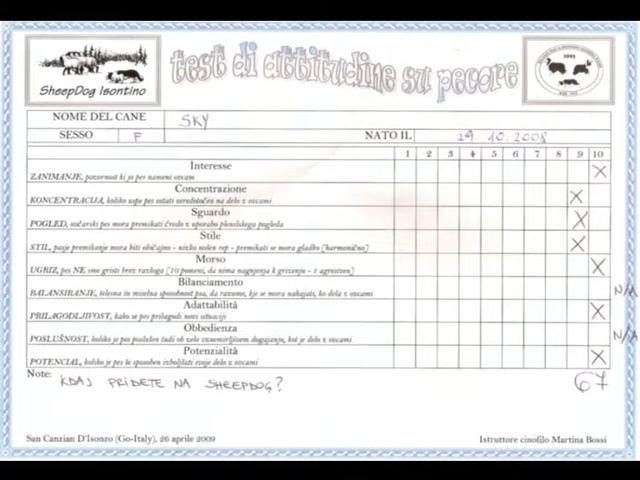 SheepDog Isontino
test di attitudine su pecore
1993
NOME DEL CANE SKY
SESSO F NATO IL 29.10.2008
1 2 3 4 5 6 7 8 9 10
Interesse
ZANIMANJE, pozornost ki jo pes nameni ovcam X
Concentrazione
KONCENTRACIJA, koliko uspe pes ostati osredotočen na delo z ovcami X
Sguardo
POGLED, ovčarski pes mora premikati čredo z uporabo plenilskega pogleda X
Stile
STIL, pasje premikanje mora biti običajno - nizko nošen rep - premikati se mora gladko [harmonično] X
Morso
UGRIZ, pes NE sme gristi brez razloga [10 pomeni, da nima nagnjenja k grizenju - 1 agresiven] X
Bilanciamento
BALANSIRANJE, telesna in miselna sposobnost psa, da razume, kje se mora nahajati, ko dela z ovcami N/A
Adattabilità
PRILAGODLJIVOST, kako se pes prilagodi novi situaciji X
Obbedienza
POSLUŠNOST, koliko je pes poslušen tudi ob zelo vznemirljivem dogajanju, kot je delo z ovcami N/A
Potenzialità
POTENCIAL, koliko je pes še sposoben izboljšati svoje delo z ovcami X
Note: KDAJ PRIDETE NA SHEEPDOG? 67
San Canzian D'Isonzo (Go-Italy), 26 aprile 2009 Istruttore cinofilo Martina Bossi